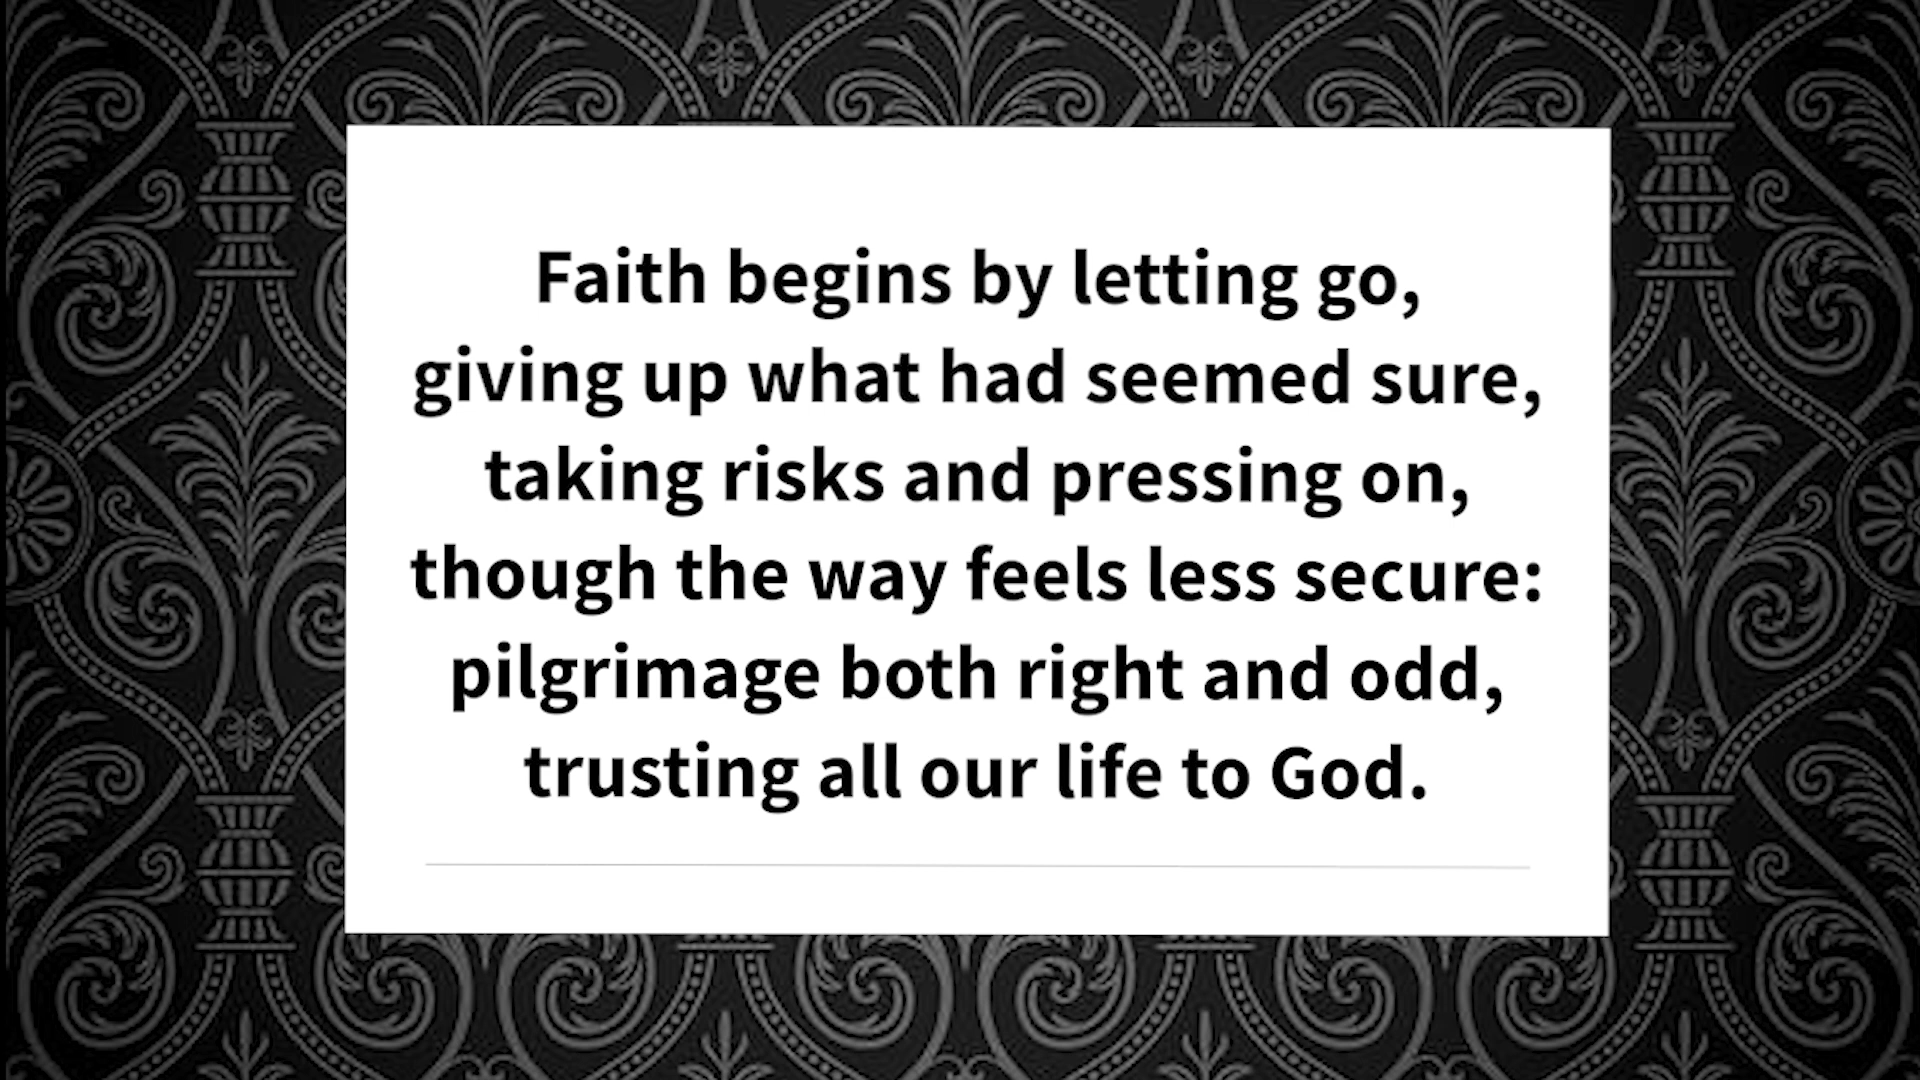 Faith begins by letting go,
giving up what had seemed sure,
taking risks and pressing on,
though the way feels less secure:
pilgrimage both right and odd,
trusting all our life to God.